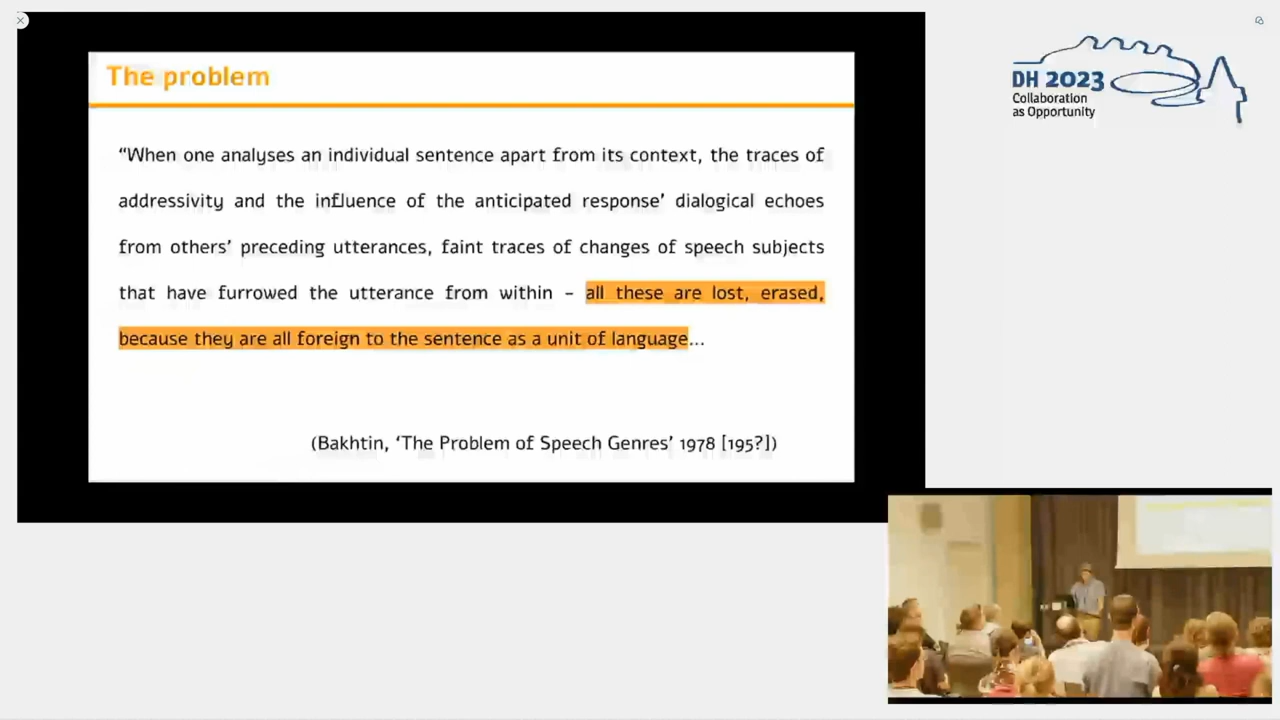 The problem
“When one analyses an individual sentence apart from its context, the traces of
addressivity and the influence of the anticipated response’ dialogical echoes
from others’ preceding utterances, faint traces of changes of speech subjects
that have furrowed the utterance from within – all these are lost, erased,
because they are all foreign to the sentence as a unit of language...
(Bakhtin, ‘The Problem of Speech Genres’ 1978 [195?])
DH 2023
Collaboration
as Opportunity